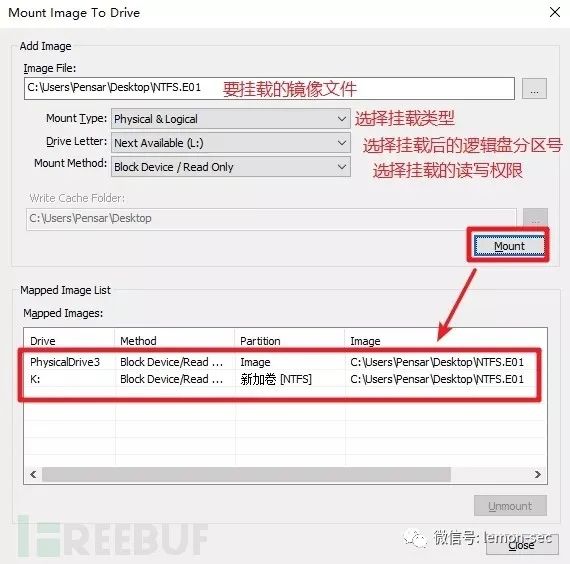 Mount Image To Drive
Add Image
Image File:
C:\Users\Pensar\Desktop\NTFS.E01 要挂载的镜像文件
...
Mount Type: Physical & Logical 选择挂载类型
Drive Letter: Next Available (L:) 选择挂载后的逻辑盘分区号
Mount Method: Block Device / Read Only 选择挂载的读写权限
Write Cache Folder:
C:\Users\Pensar\Desktop
...
Mount
Mapped Image List
Mapped Images:
Drive Method Partition Image
PhysicalDrive3 Block Device/Read ... Image C:\Users\Pensar\Desktop\NTFS.E01
K: Block Device/Read ... 新加卷 [NTFS] C:\Users\Pensar\Desktop\NTFS.E01
Unmount
FREEBUF
微信号: lemon-sec
Close